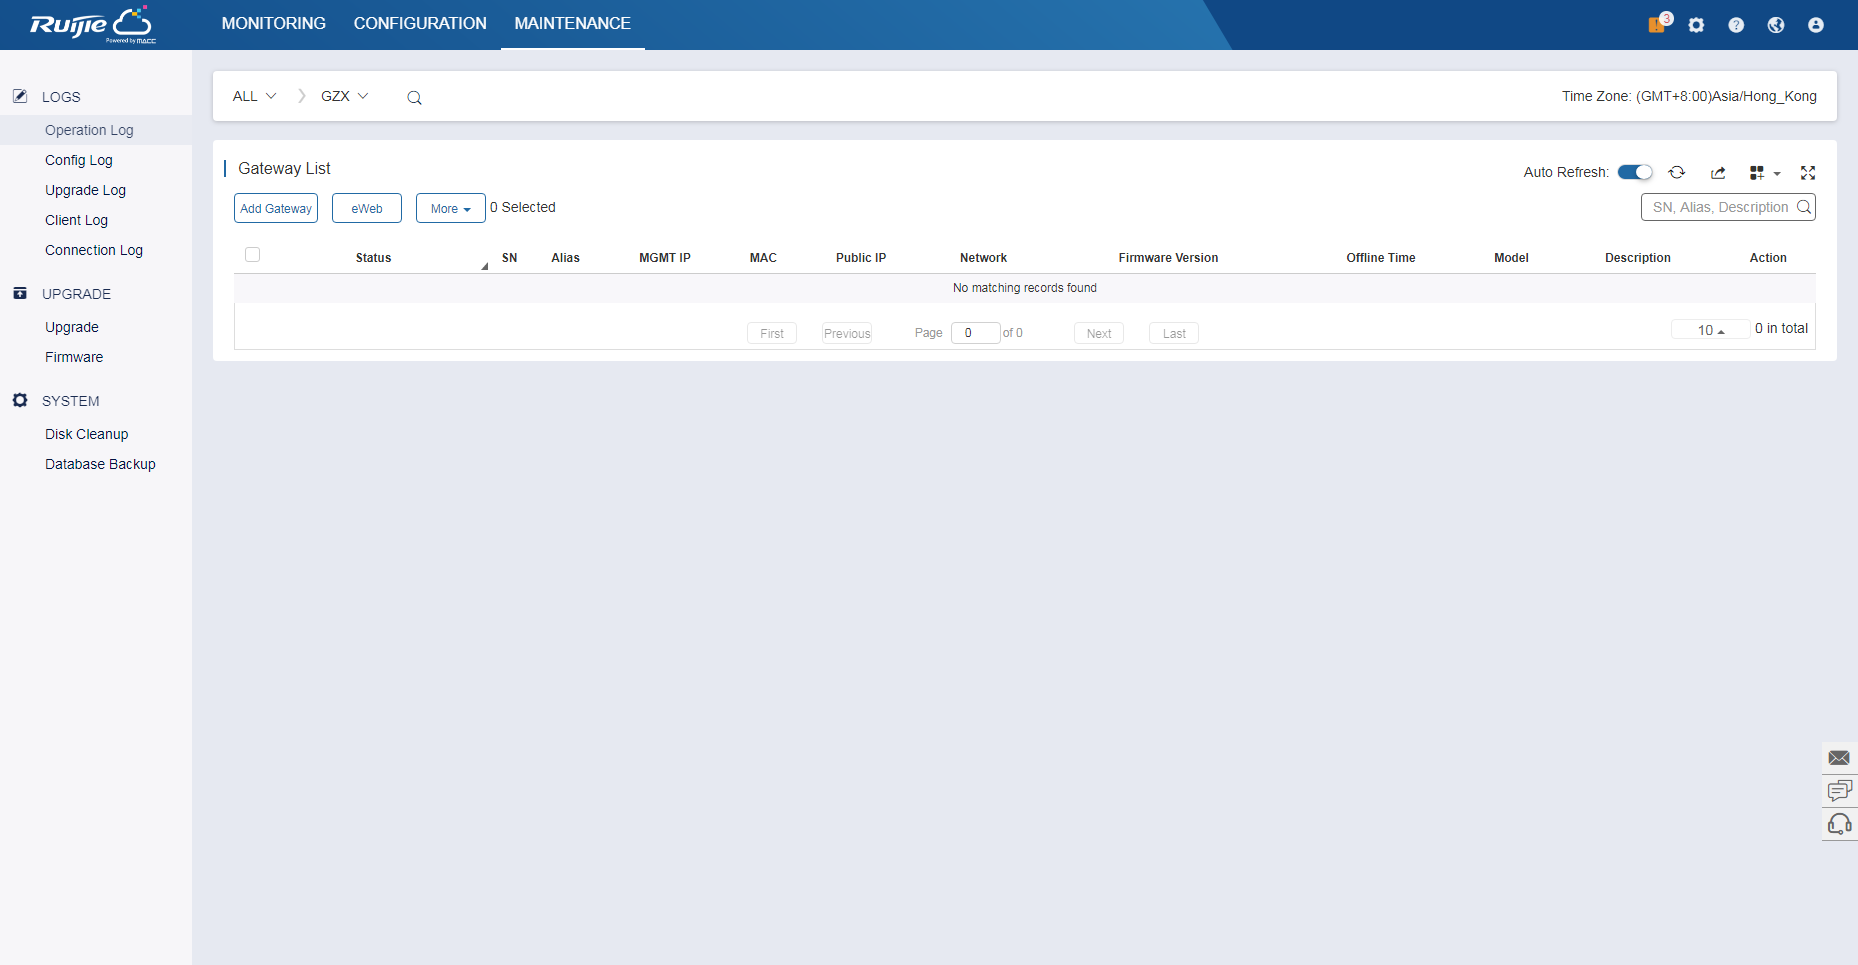 Ruijie
Powered by MACC
MONITORING CONFIGURATION MAINTENANCE
3
LOGS
Operation Log
Config Log
Upgrade Log
Client Log
Connection Log
UPGRADE
Upgrade
Firmware
SYSTEM
Disk Cleanup
Database Backup
ALL GZX Time Zone: (GMT+8:00)Asia/Hong_Kong
Gateway List Auto Refresh:
Add Gateway eWeb More 0 Selected SN, Alias, Description
Status SN Alias MGMT IP MAC Public IP Network Firmware Version Offline Time Model Description Action
No matching records found
First Previous Page 0 of 0 Next Last 10 0 in total